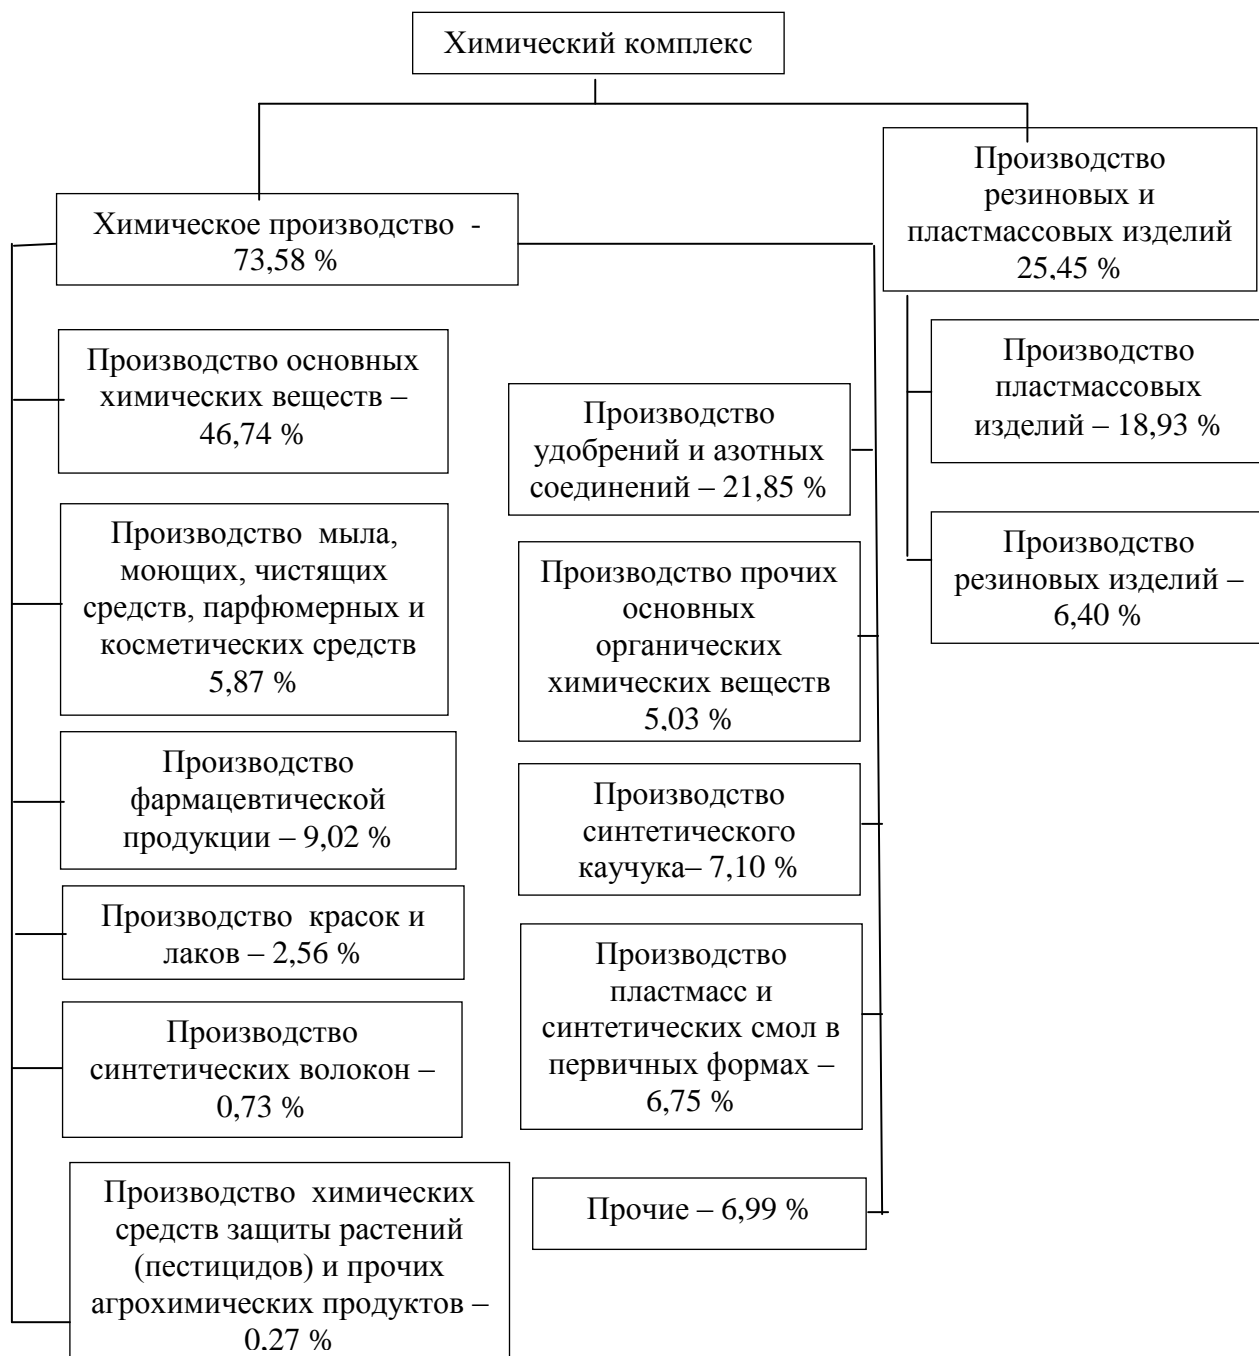 Химический комплекс
Химическое производство -
73,58 %
Производство основных
химических веществ –
46,74 %
Производство мыла,
моющих, чистящих
средств, парфюмерных и
косметических средств
5,87 %
Производство
фармацевтической
продукции – 9,02 %
Производство красок и
лаков – 2,56 %
Производство
синтетических волокон –
0,73 %
Производство химических
средств защиты растений
(пестицидов) и прочих
агрохимических продуктов –
0,27 %
Производство
удобрений и азотных
соединений – 21,85 %
Производство прочих
основных
органических
химических веществ
5,03 %
Производство
синтетического
каучука– 7,10 %
Производство
пластмасс и
синтетических смол в
первичных формах –
6,75 %
Прочие – 6,99 %
Производство
резиновых и
пластмассовых изделий
25,45 %
Производство
пластмассовых
изделий – 18,93 %
Производство
резиновых изделий –
6,40 %